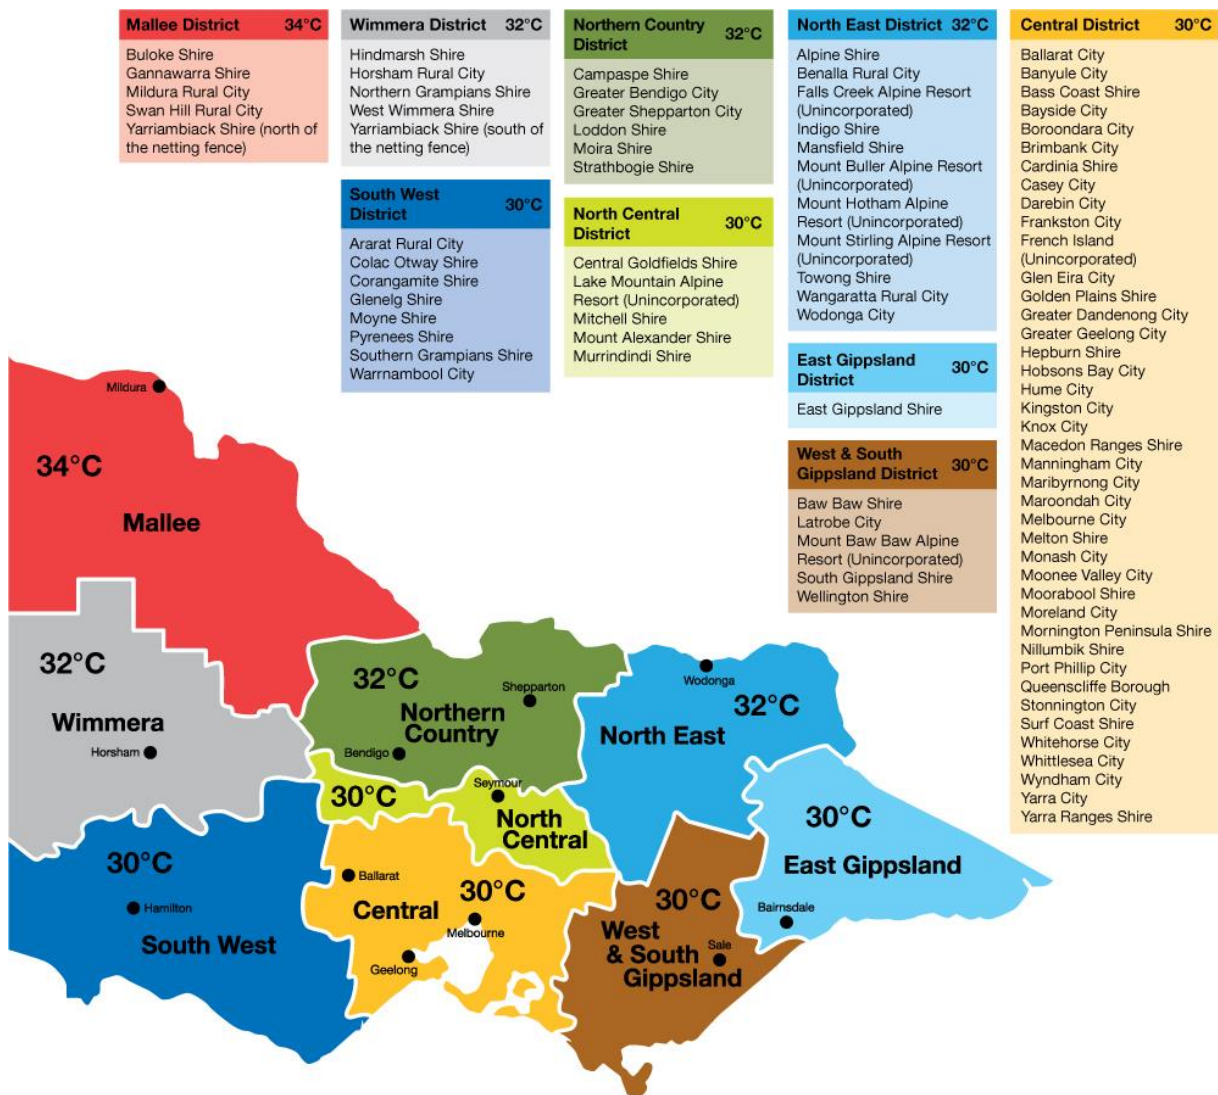 Mallee District 34°C
Buloke Shire
Gannawarra Shire
Mildura Rural City
Swan Hill Rural City
Yarriambiack Shire (north of
the netting fence)
Wimmera District 32°C
Hindmarsh Shire
Horsham Rural City
Northern Grampians Shire
West Wimmera Shire
Yarriambiack Shire (south of
the netting fence)
South West
District 30°C
Ararat Rural City
Colac Otway Shire
Corangamite Shire
Glenelg Shire
Moyne Shire
Pyrenees Shire
Southern Grampians Shire
Warrnambool City
Northern Country
District 32°C
Campaspe Shire
Greater Bendigo City
Greater Shepparton City
Loddon Shire
Moira Shire
Strathbogie Shire
North Central
District 30°C
Central Goldfields Shire
Lake Mountain Alpine
Resort (Unincorporated)
Mitchell Shire
Mount Alexander Shire
Murrindindi Shire
North East District 32°C
Alpine Shire
Benalla Rural City
Falls Creek Alpine Resort
(Unincorporated)
Indigo Shire
Mansfield Shire
Mount Buller Alpine Resort
(Unincorporated)
Mount Hotham Alpine
Resort (Unincorporated)
Mount Stirling Alpine Resort
(Unincorporated)
Towong Shire
Wangaratta Rural City
Wodonga City
East Gippsland
District 30°C
East Gippsland Shire
West & South
Gippsland District 30°C
Baw Baw Shire
Latrobe City
Mount Baw Baw Alpine
Resort (Unincorporated)
South Gippsland Shire
Wellington Shire
Central District 30°C
Ballarat City
Banyule City
Bass Coast Shire
Bayside City
Boroondara City
Brimbank City
Cardinia Shire
Casey City
Darebin City
Frankston City
French Island
(Unincorporated)
Glen Eira City
Golden Plains Shire
Greater Dandenong City
Greater Geelong City
Hepburn Shire
Hobsons Bay City
Hume City
Kingston City
Knox City
Macedon Ranges Shire
Manningham City
Maribyrnong City
Maroondah City
Melbourne City
Melton Shire
Monash City
Moonee Valley City
Moorabool Shire
Moreland City
Mornington Peninsula Shire
Nillumbik Shire
Port Phillip City
Queenscliffe Borough
Stonnington City
Surf Coast Shire
Whitehorse City
Whittlesea City
Wyndham City
Yarra City
Yarra Ranges Shire
Mildura
34°C
Mallee
32°C
Wimmera
Horsham
32°C
Shepparton
Northern
Country
Bendigo
Wodonga
32°C
North East
30°C
Seymour
North
Central
30°C
East Gippsland
Bairnsdale
30°C
Hamilton
South West
Ballarat
30°C
Central
Melbourne
Geelong
30°C
West
& South
Gippsland
Sale